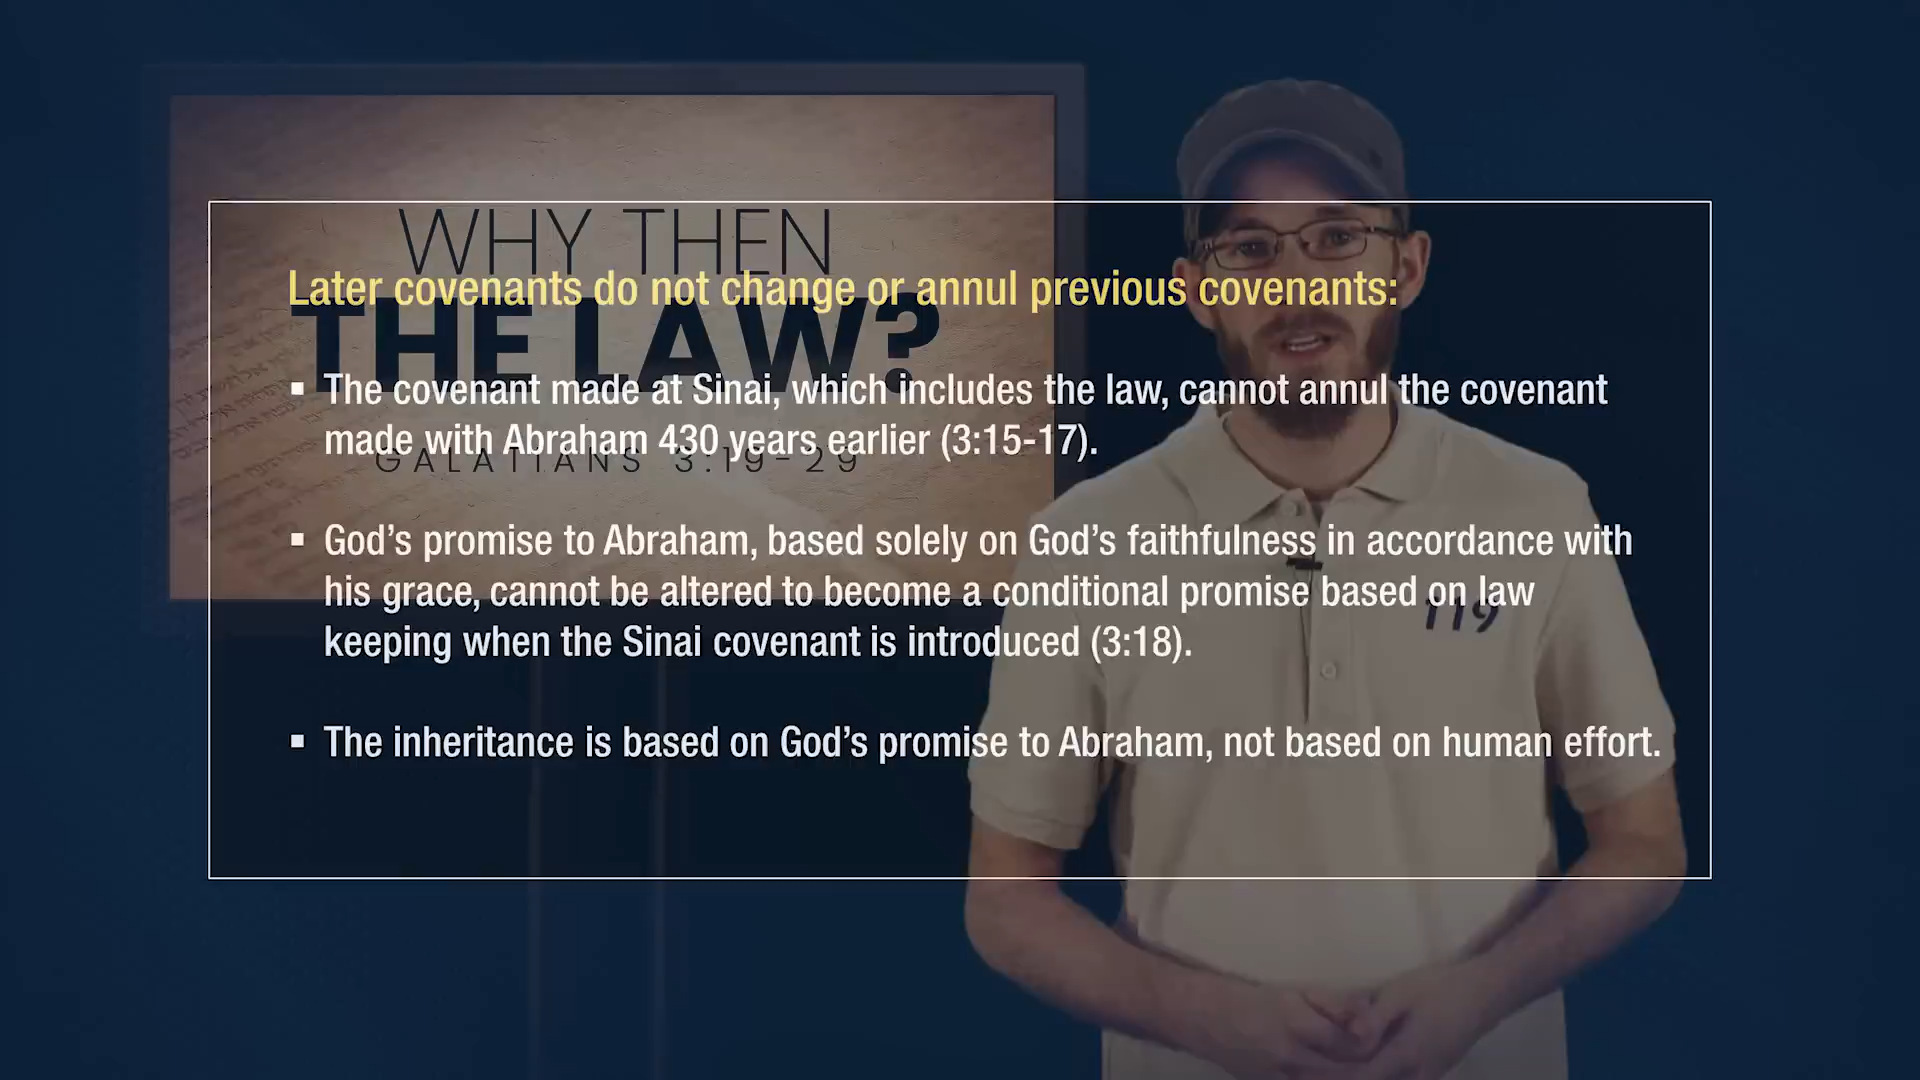 WHY THEN
THE LAW?
GALATIANS 3:19-29
Later covenants do not change or annul previous covenants:
▪ The covenant made at Sinai, which includes the law, cannot annul the covenant
made with Abraham 430 years earlier (3:15-17).
▪ God’s promise to Abraham, based solely on God’s faithfulness in accordance with
his grace, cannot be altered to become a conditional promise based on law
keeping when the Sinai covenant is introduced (3:18).
▪ The inheritance is based on God’s promise to Abraham, not based on human effort.
119